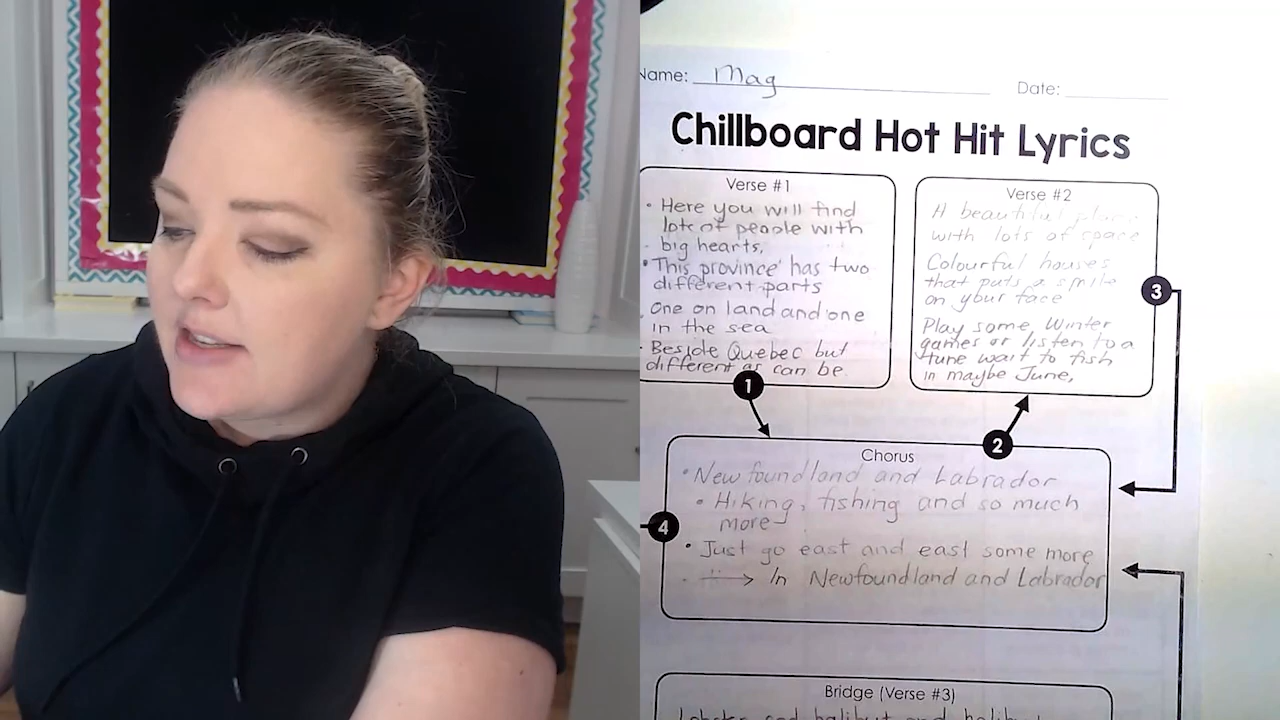 Name: Mag
Date:
Chillboard Hot Hit Lyrics
Verse #1
• Here you will find
lots of people with
big hearts,
• This province has two
different parts
. One on land and one
in the sea
• Beside Quebec but
different as can be.
1
Verse #2
A beautiful place
with lots of space
Colourful houses
that puts a smile
on your face
Play some Winter
games or listen to a
tune wait to fish
in maybe June,
3
2
Chorus
• Newfoundland and Labrador
• Hiking, fishing and so much
more
• Just go east and east some more
• → In Newfoundland and Labrador
4
Bridge (Verse #3)
Lobster and halibut and